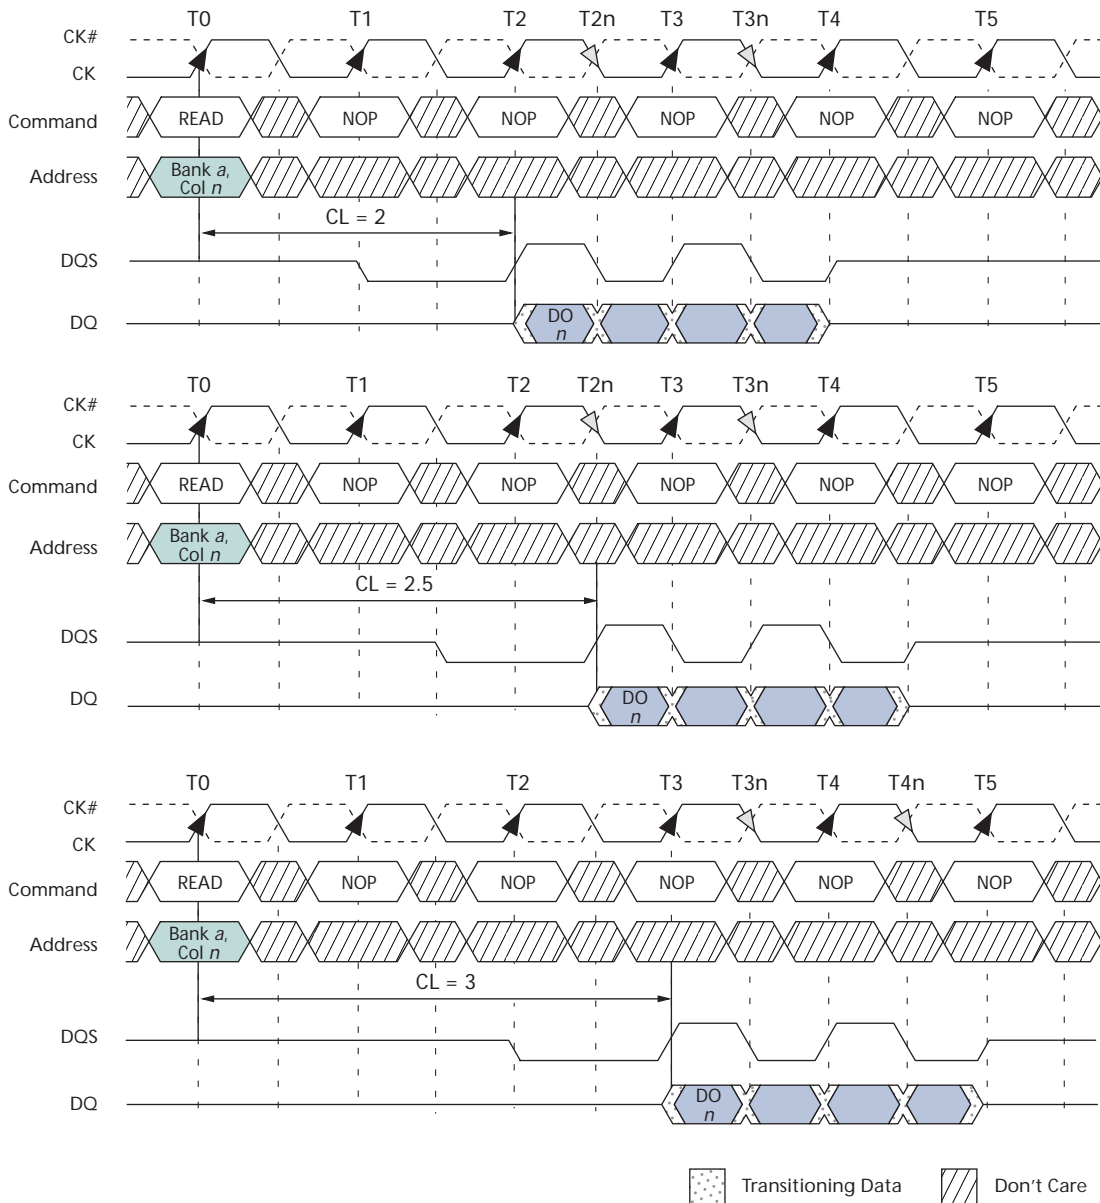 T0 T1 T2 T2n T3 T3n T4 T5
CK#
CK
Command READ NOP NOP NOP NOP NOP
Address Bank a,
Col n
CL = 2
DQS
DQ DO
n
T0 T1 T2 T2n T3 T3n T4 T5
CK#
CK
Command READ NOP NOP NOP NOP NOP
Address Bank a,
Col n
CL = 2.5
DQS
DQ DO
n
T0 T1 T2 T3 T3n T4 T4n T5
CK#
CK
Command READ NOP NOP NOP NOP NOP
Address Bank a,
Col n
CL = 3
DQS
DQ DO
n
Transitioning Data Don't Care